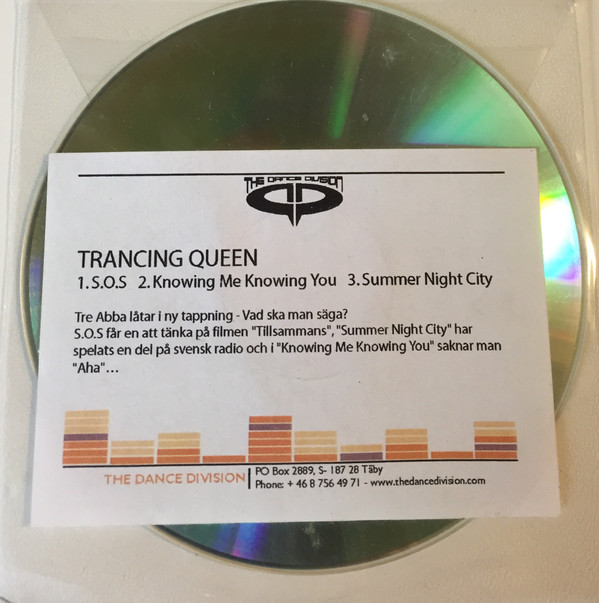 THE DANCE DIVISION
TRANCING QUEEN
1. S.O.S 2. Knowing Me Knowing You 3. Summer Night City
Tre Abba låtar i ny tappning - Vad ska man säga?
S.O.S får en att tänka på filmen "Tillsammans", "Summer Night City" har
spelats en del på svensk radio och i "Knowing Me Knowing You" saknar man
"Aha"...
THE DANCE DIVISION
PO Box 2889, S- 187 28 Täby
Phone: + 46 8 756 49 71 - www.thedancedivision.com